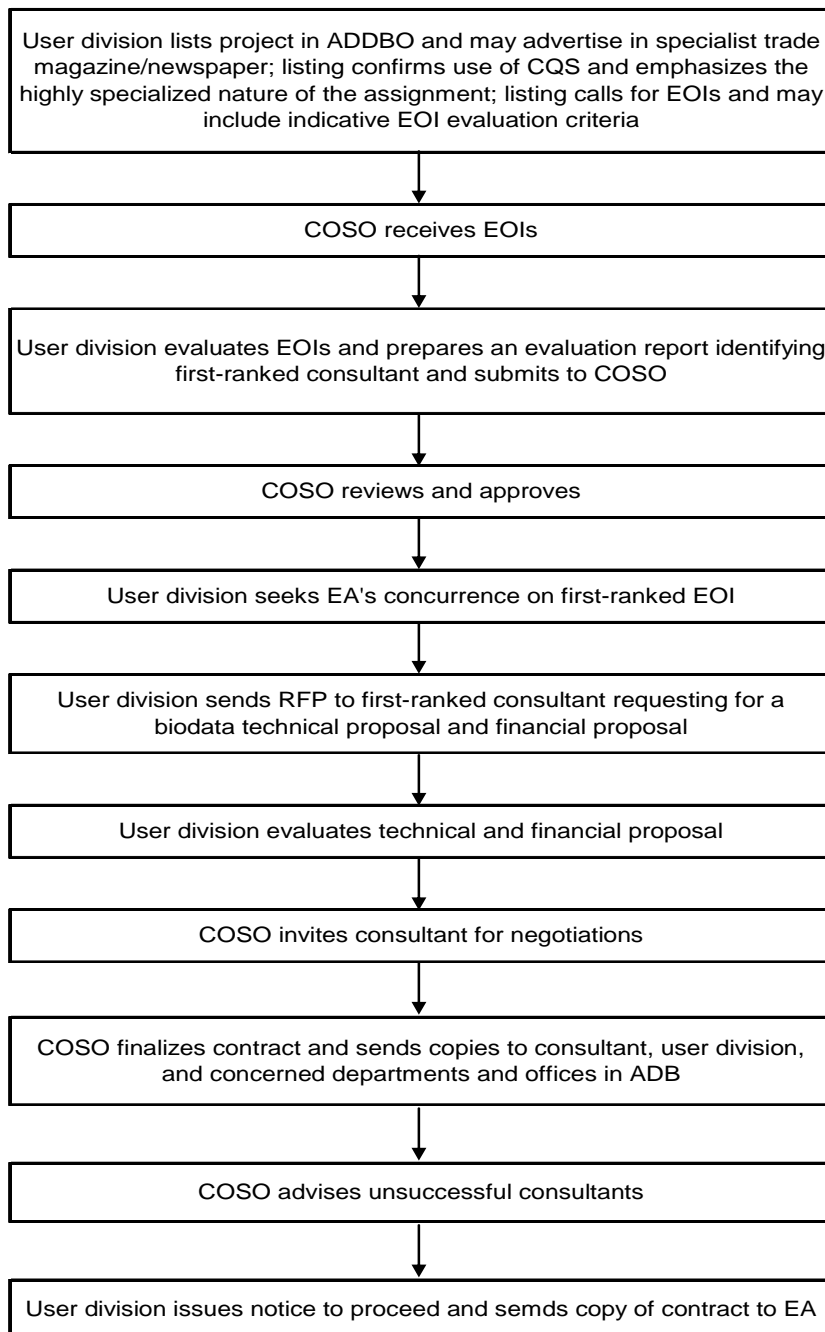 User division lists project in ADDBO and may advertise in specialist trade
magazine/newspaper; listing confirms use of CQS and emphasizes the
highly specialized nature of the assignment; listing calls for EOIs and may
include indicative EOI evaluation criteria
COSO receives EOIs
User division evaluates EOIs and prepares an evaluation report identifying
first-ranked consultant and submits to COSO
COSO reviews and approves
User division seeks EA's concurrence on first-ranked EOI
User division sends RFP to first-ranked consultant requesting for a
biodata technical proposal and financial proposal
User division evaluates technical and financial proposal
COSO invites consultant for negotiations
COSO finalizes contract and sends copies to consultant, user division,
and concerned departments and offices in ADB
COSO advises unsuccessful consultants
User division issues notice to proceed and semds copy of contract to EA